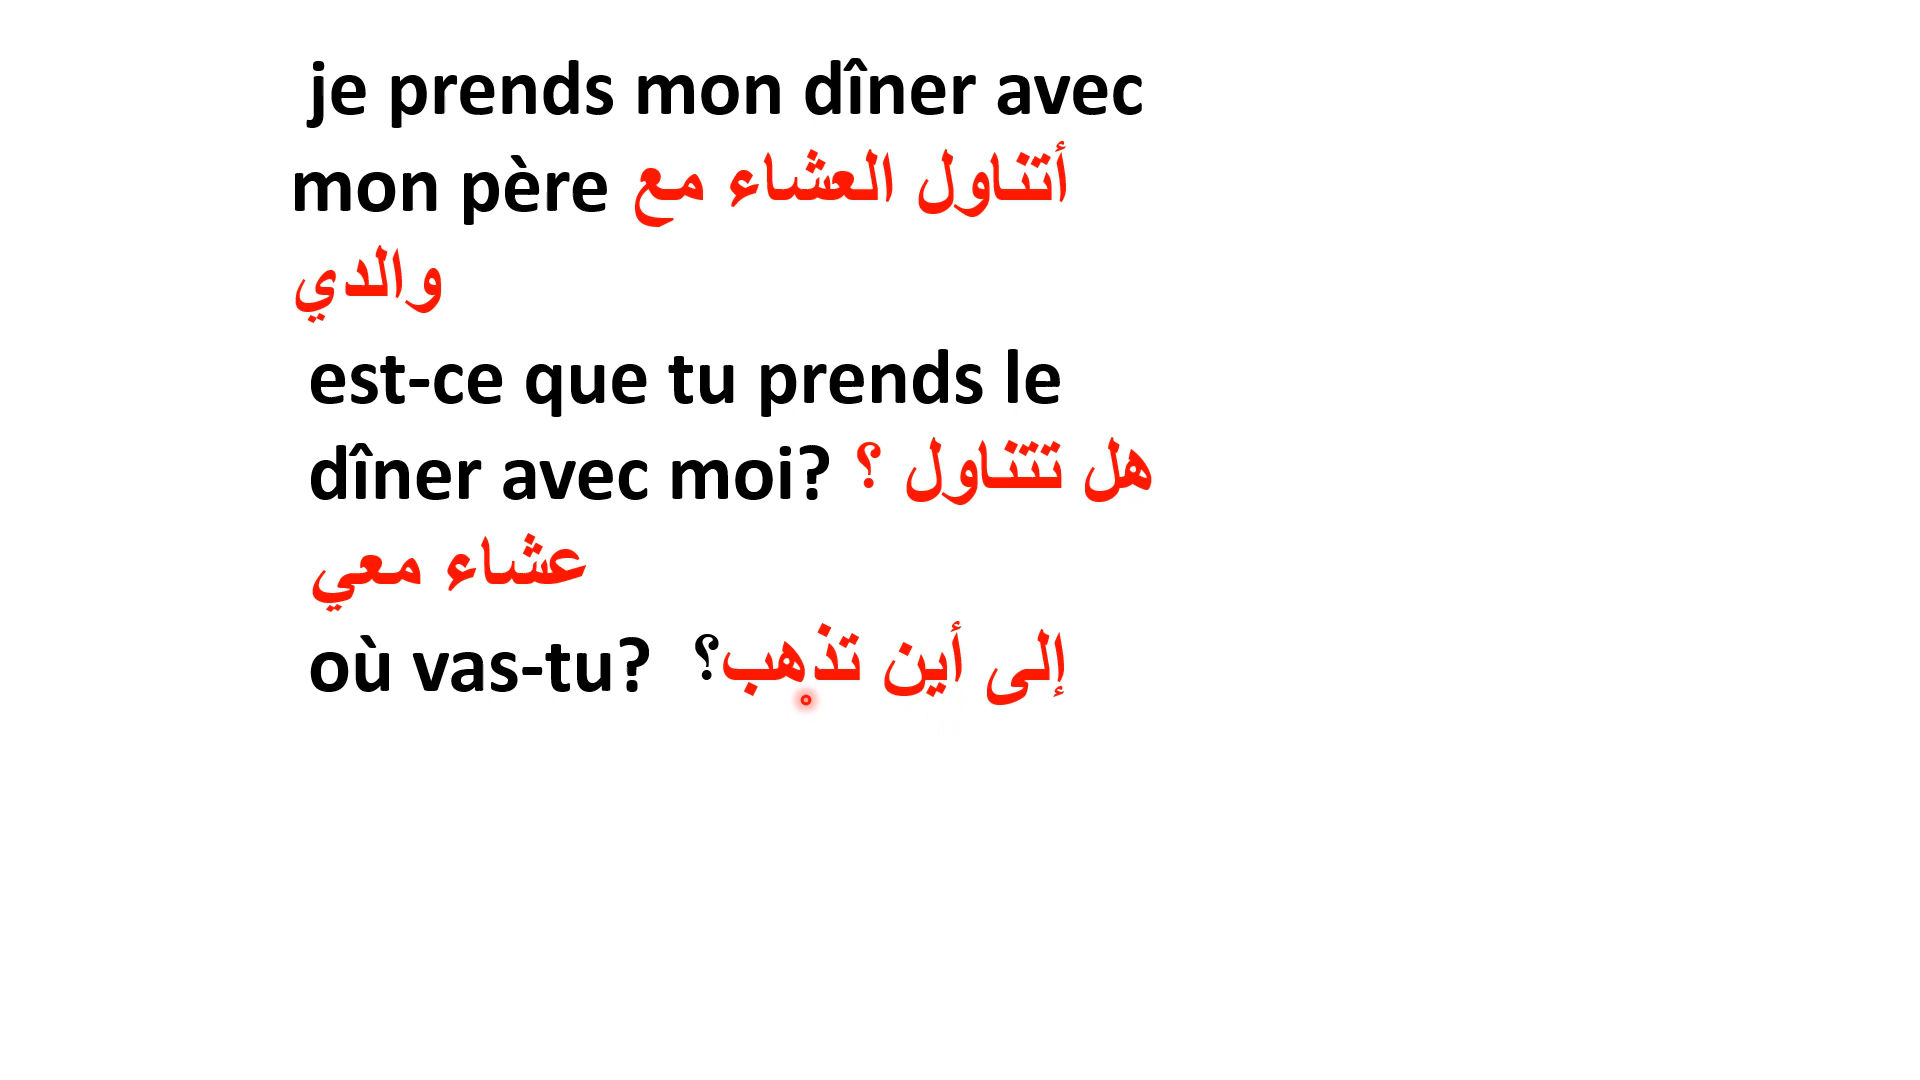 je prends mon dîner avec
mon père أتناول العشاء مع
والدي
est-ce que tu prends le
dîner avec moi? هل تتناول ؟
عشاء معي
où vas-tu? إلى أين تذهب؟